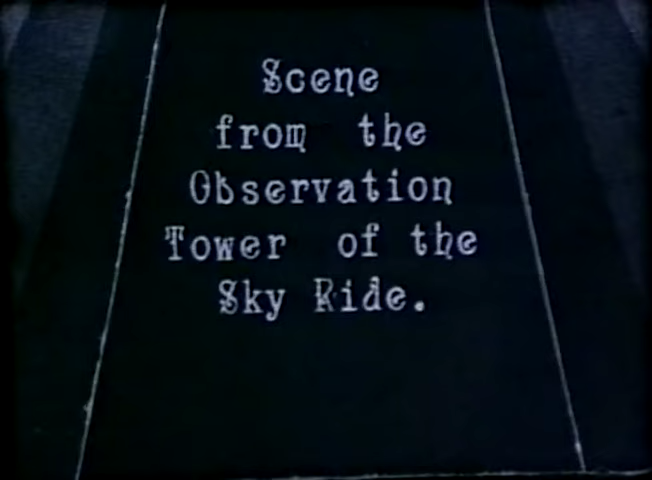 Scene
from the
Observation
Tower of the
Sky Ride.